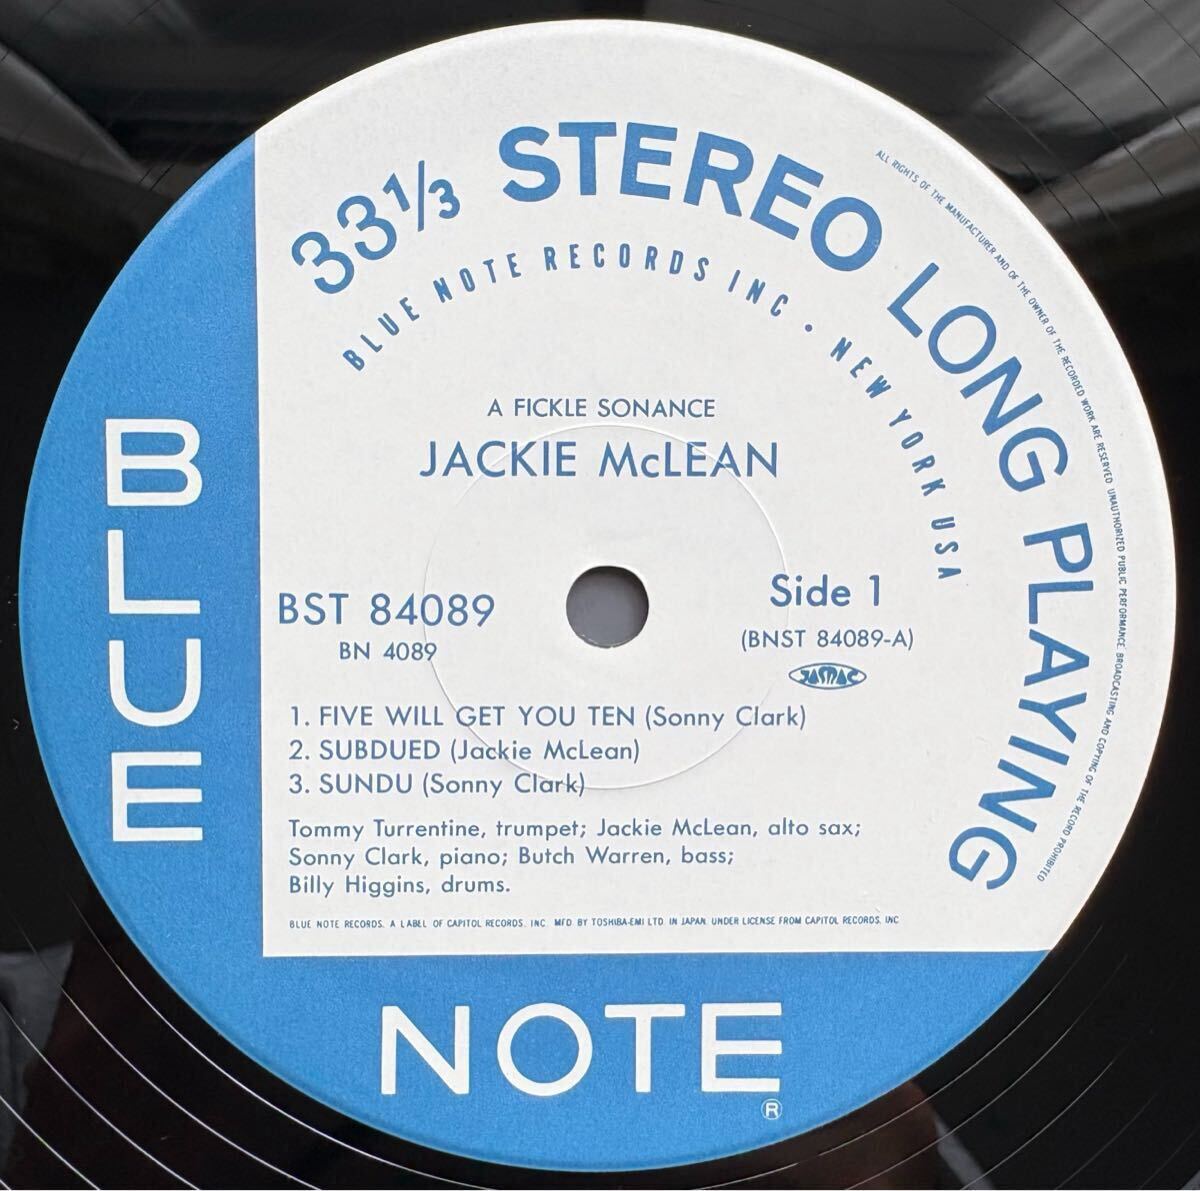 33 1/3 STEREO LONG PLAYING
BLUE NOTE RECORDS INC • NEW YORK USA
ALL RIGHTS OF THE MANUFACTURER AND OF THE OWNER OF THE RECORDED WORK ARE RESERVED. UNAUTHORIZED PUBLIC PERFORMANCE BROADCASTING AND COPYING OF THE RECORD PROHIBITED
A FICKLE SONANCE
JACKIE McLEAN
BST 84089
BN 4089
Side 1
(BNST 84089-A)
JASRAC
1. FIVE WILL GET YOU TEN (Sonny Clark)
2. SUBDUED (Jackie McLean)
3. SUNDU (Sonny Clark)
Tommy Turrentine, trumpet; Jackie McLean, alto sax;
Sonny Clark, piano; Butch Warren, bass;
Billy Higgins, drums.
BLUE NOTE RECORDS. A LABEL OF CAPITOL RECORDS. INC. MFD BY TOSHIBA-EMI LTD. IN JAPAN. UNDER LICENSE FROM CAPITOL RECORDS. INC
BLUE
NOTE
®